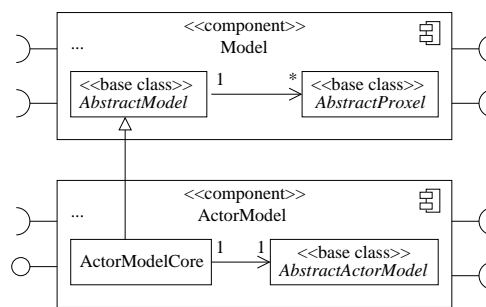 <<component>>
Model
...
<<base class>>
AbstractModel
1
*
<<base class>>
AbstractProxel
<<component>>
ActorModel
...
ActorModelCore
1
1
<<base class>>
AbstractActorModel